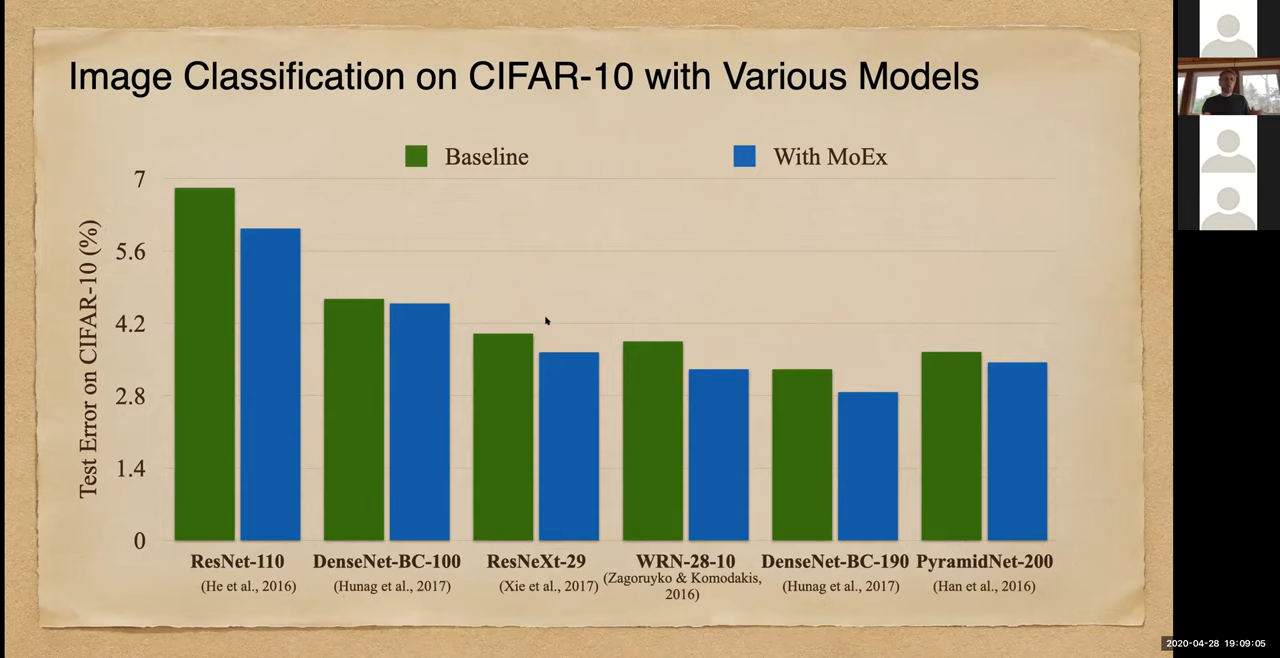 Image Classification on CIFAR-10 with Various Models
Baseline
With MoEx
Test Error on CIFAR-10 (%)
7
5.6
4.2
2.8
1.4
0
ResNet-110
(He et al., 2016)
DenseNet-BC-100
(Hunag et al., 2017)
ResNeXt-29
(Xie et al., 2017)
WRN-28-10
(Zagoruyko & Komodakis,
2016)
DenseNet-BC-190
(Hunag et al., 2017)
PyramidNet-200
(Han et al., 2016)
2020-04-28 19:09:05